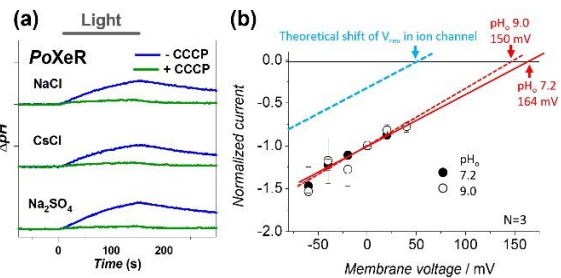 (a)
Light
PoXeR
- CCCP
+ CCCP
NaCl
CsCl
Na₂SO₄
ΔpH
0
100
200
Time (s)
(b)
Theoretical shift of Vrev in ion channel
pHₒ 9.0
150 mV
pHₒ 7.2
164 mV
0.0
-0.5
-1.0
-1.5
-2.0
Normalized current
pHₒ
7.2
9.0
N=3
-50
0
50
100
150
Membrane voltage / mV